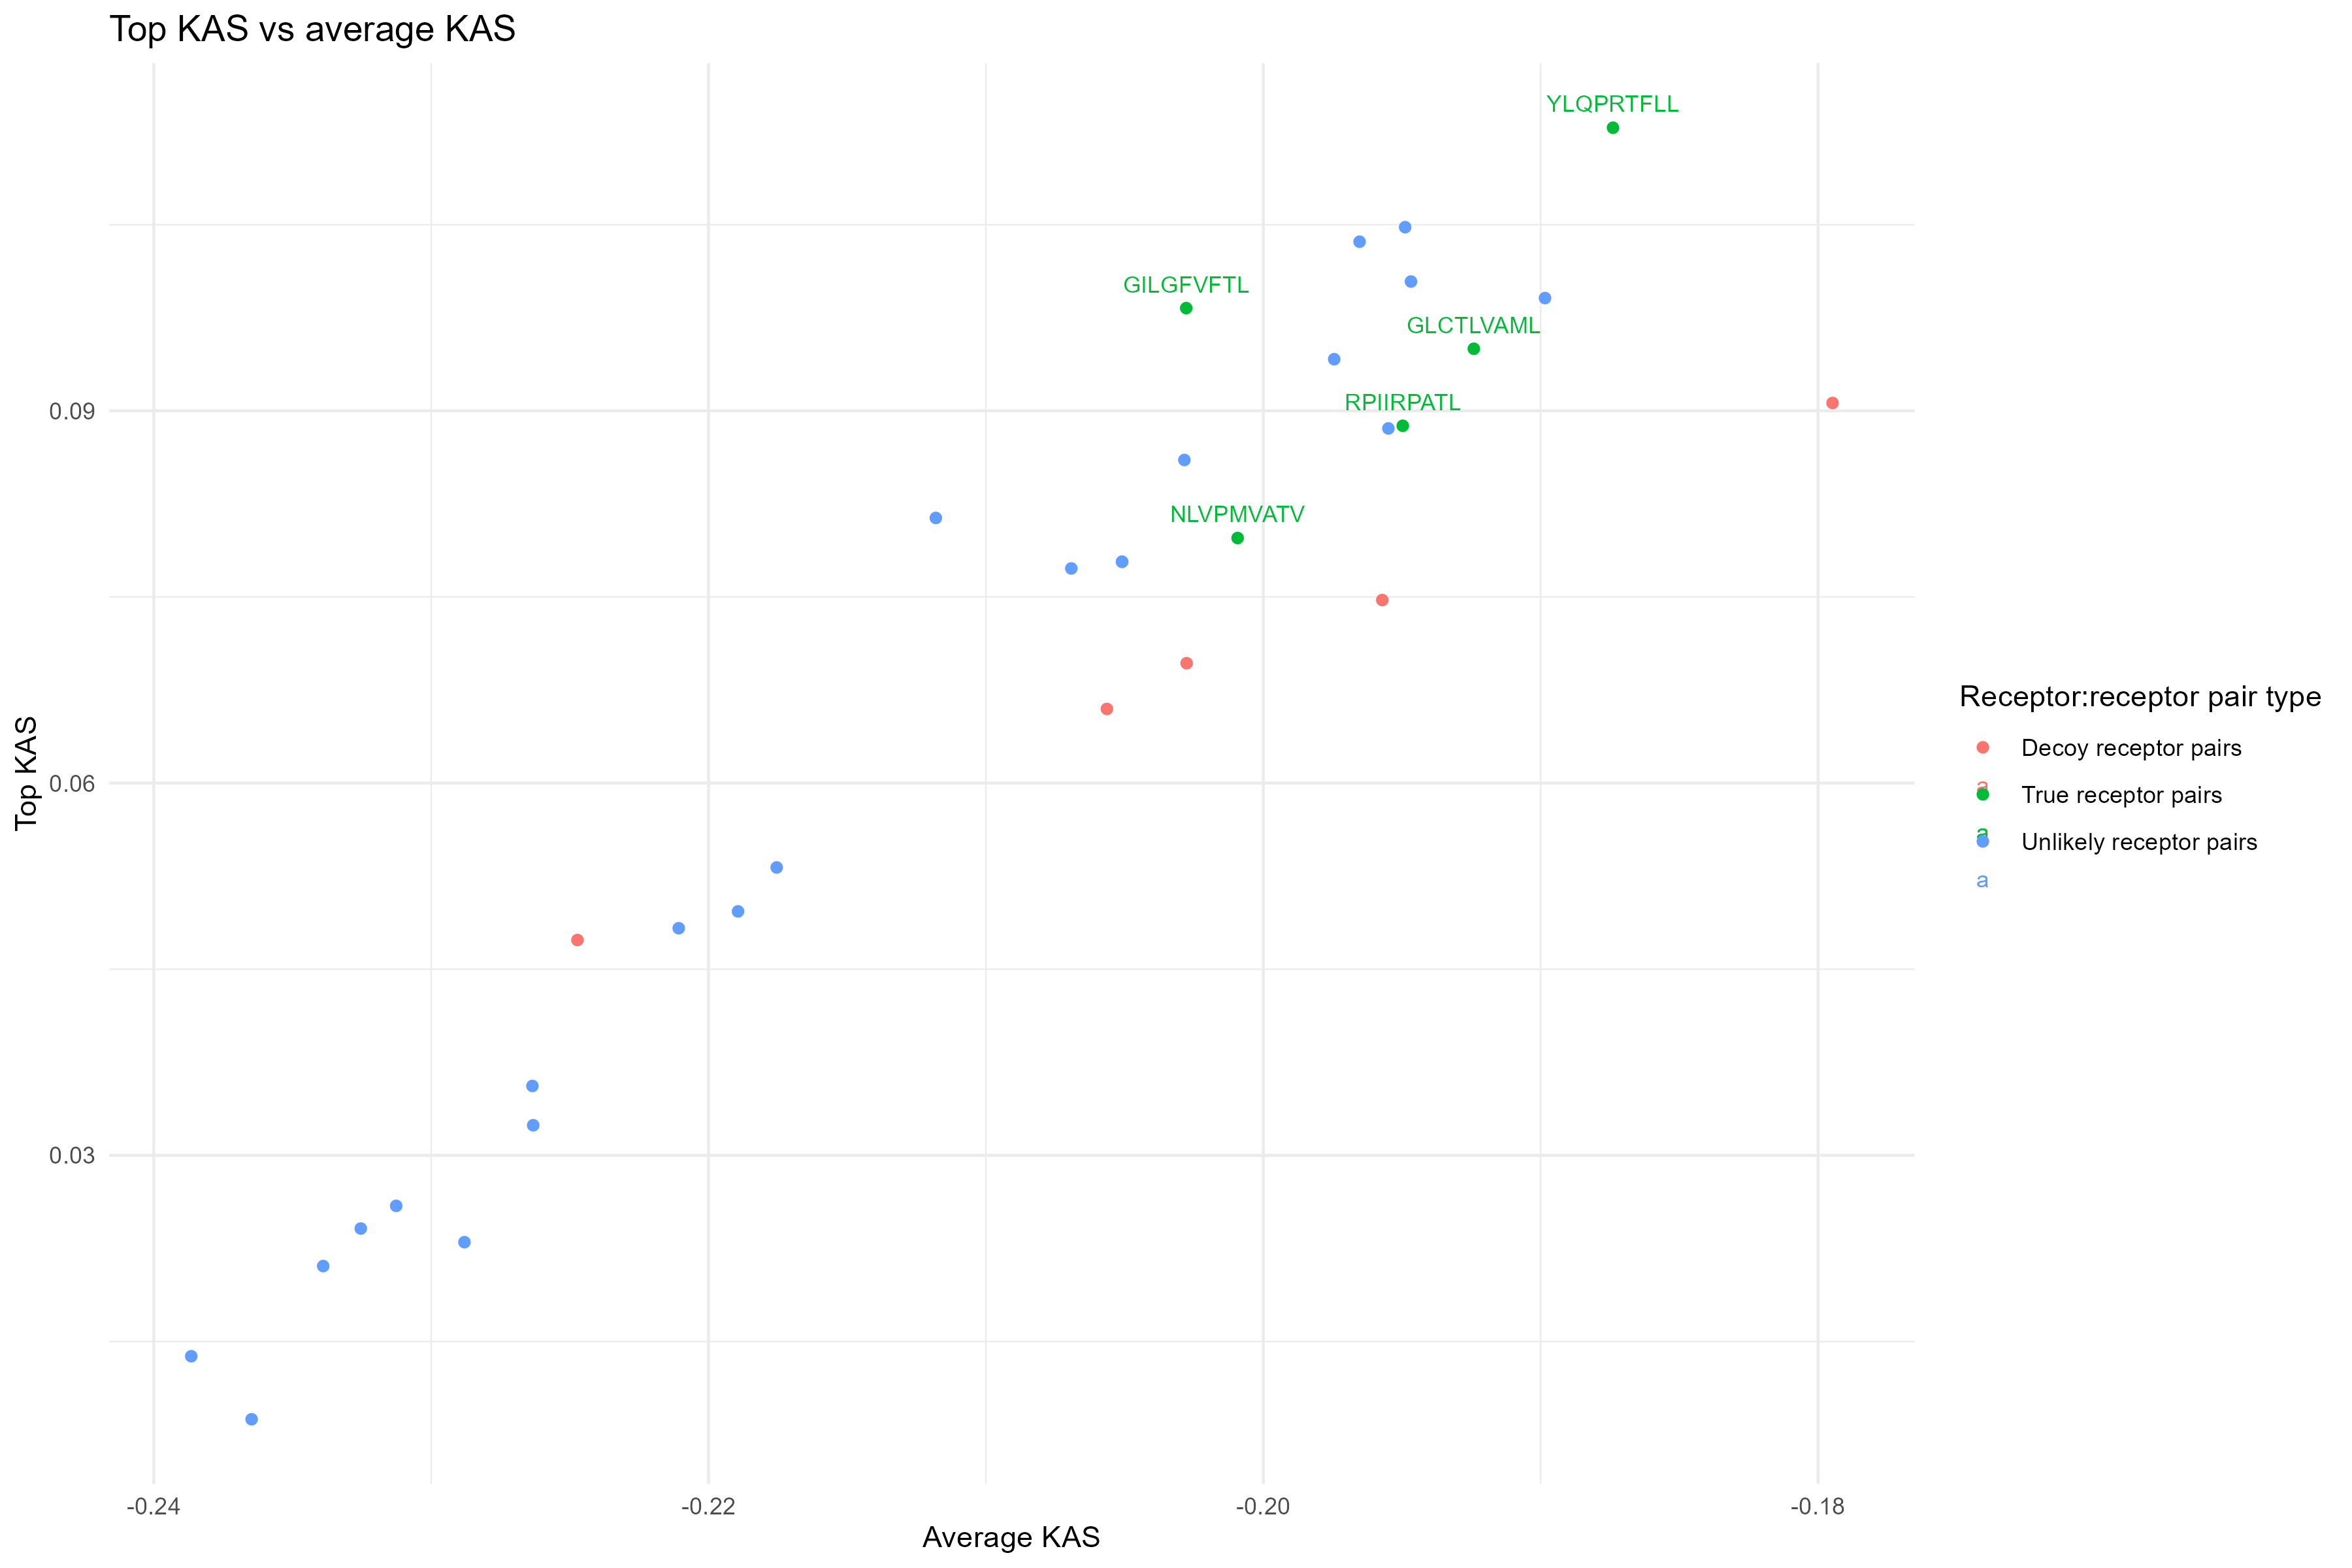 Top KAS vs average KAS
YLQPRTFLL
GILGFVFTL
GLCTLVAML
RPIIRPATL
NLVPMVATV
0.09
0.06
0.03
Top KAS
-0.24
-0.22
-0.20
-0.18
Average KAS
Receptor:receptor pair type
Decoy receptor pairs
a
True receptor pairs
a
Unlikely receptor pairs
a